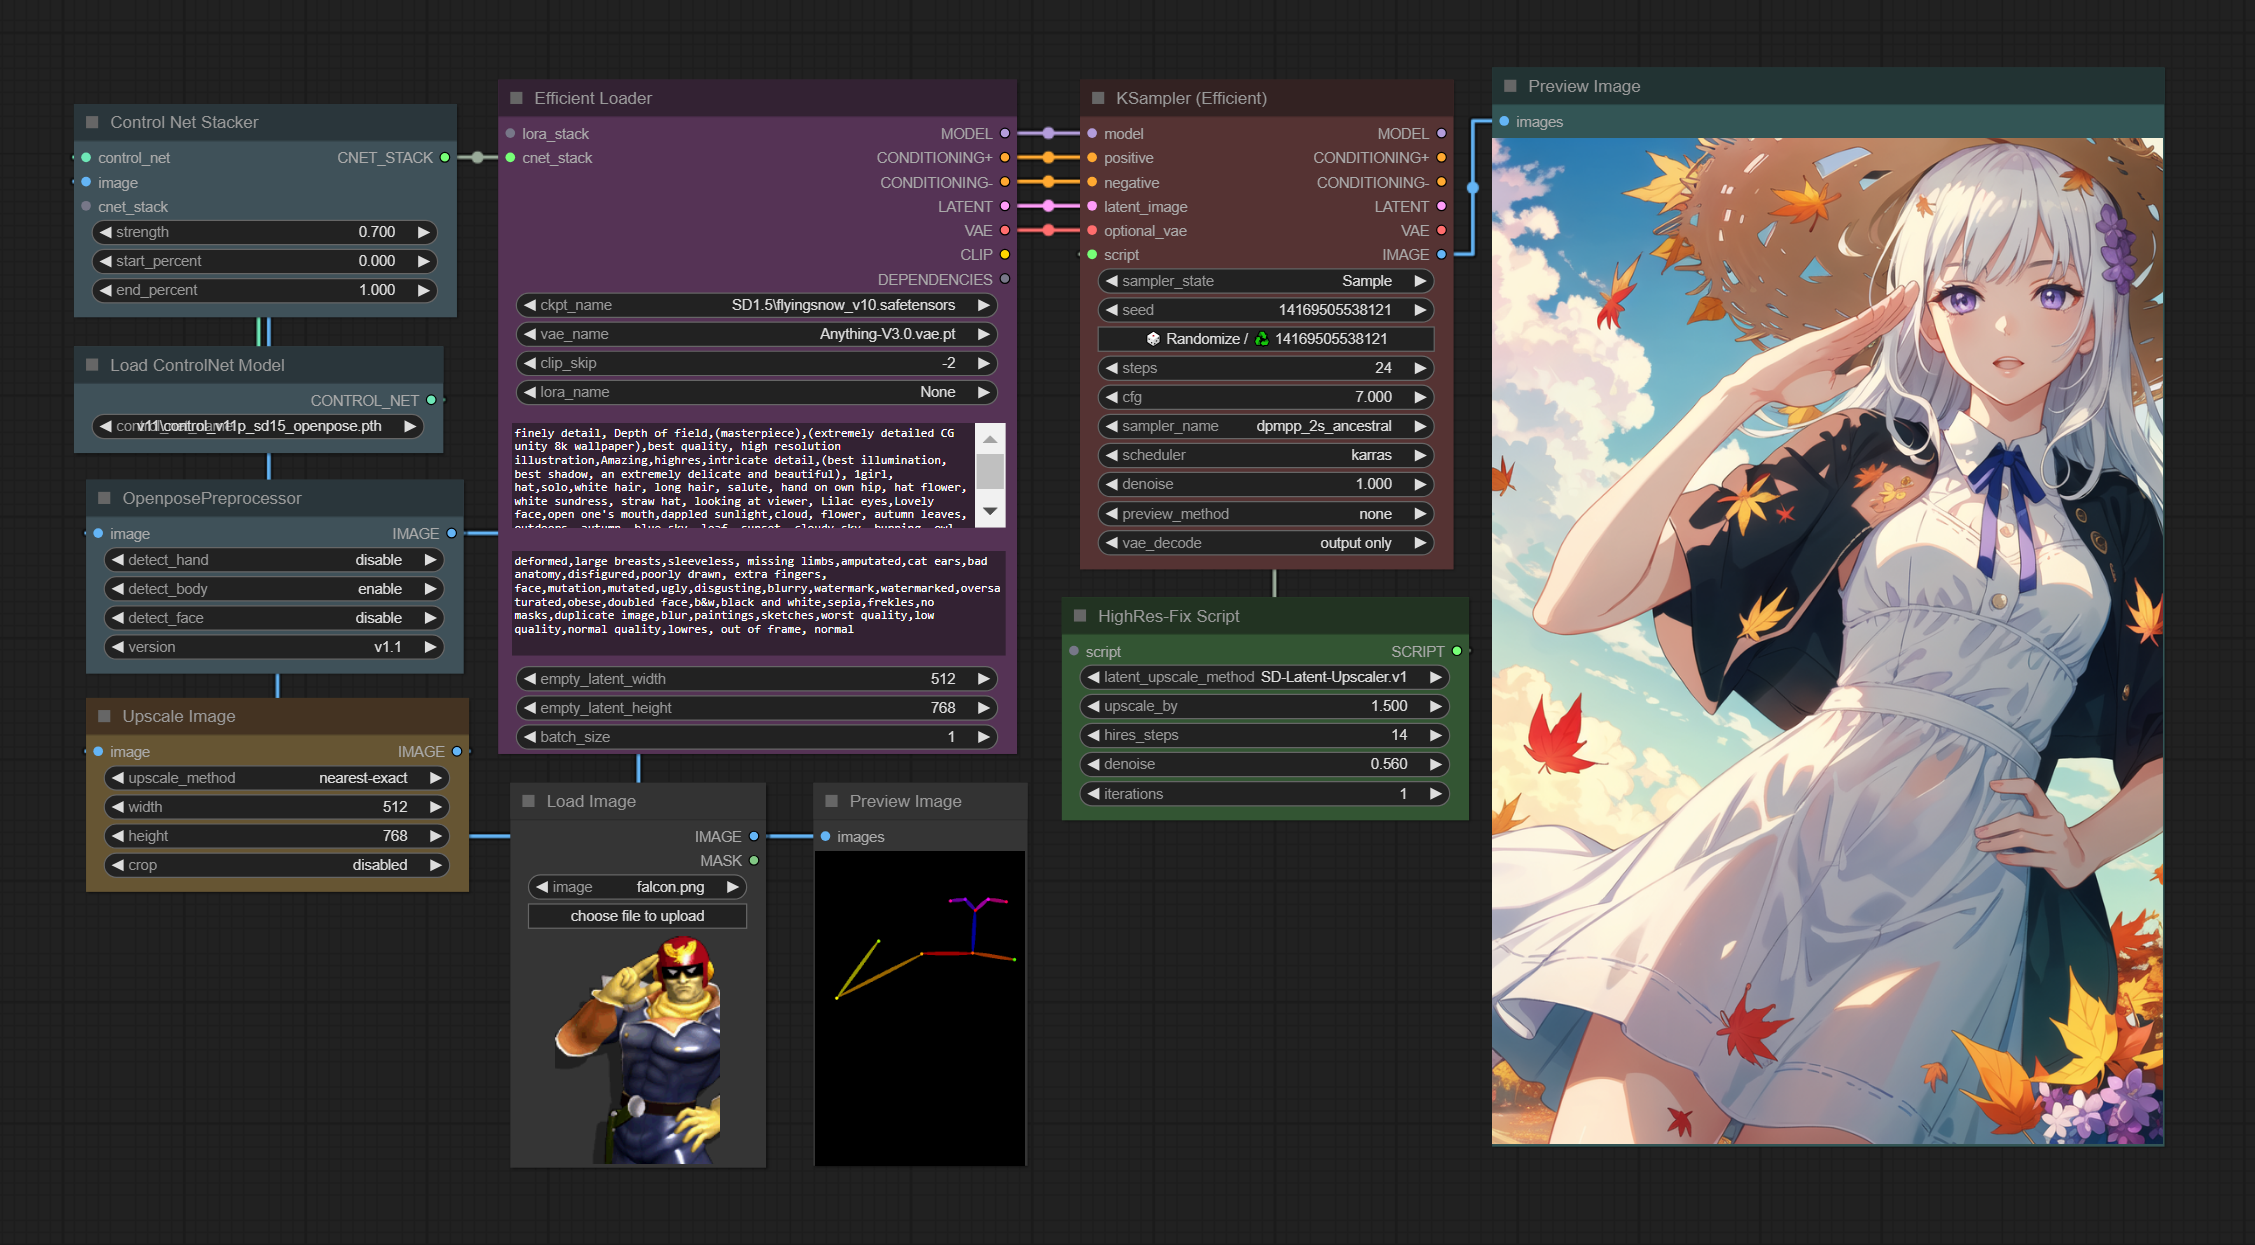 Control Net Stacker
control_net CNET_STACK
image
cnet_stack
strength 0.700
start_percent 0.000
end_percent 1.000
Load ControlNet Model
CONTROL_NET
v11\control_v11p_sd15_openpose.pth
OpenposePreprocessor
image IMAGE
detect_hand disable
detect_body enable
detect_face disable
version v1.1
Upscale Image
image IMAGE
upscale_method nearest-exact
width 512
height 768
crop disabled
Efficient Loader
lora_stack MODEL
cnet_stack CONDITIONING+
CONDITIONING-
LATENT
VAE
CLIP
DEPENDENCIES
ckpt_name SD1.5\flyingsnow_v10.safetensors
vae_name Anything-V3.0.vae.pt
clip_skip -2
lora_name None
finely detail, Depth of field,(masterpiece),(extremely detailed CG
unity 8k wallpaper),best quality, high resolution
illustration,Amazing,highres,intricate detail,(best illumination,
best shadow, an extremely delicate and beautiful), 1girl,
hat,solo,white hair, long hair, salute, hand on own hip, hat flower,
white sundress, straw hat, looking at viewer, Lilac eyes,Lovely
face,open one's mouth,dappled sunlight,cloud, flower, autumn leaves,
outdoors, autumn, blue sky, leaf, sunset, cloudy sky, burning, owl
deformed,large breasts,sleeveless, missing limbs,amputated,cat ears,bad
anatomy,disfigured,poorly drawn, extra fingers,
face,mutation,mutated,ugly,disgusting,blurry,watermark,watermarked,oversa
turated,obese,doubled face,b&w,black and white,sepia,frekles,no
masks,duplicate image,blur,paintings,sketches,worst quality,low
quality,normal quality,lowres, out of frame, normal
empty_latent_width 512
empty_latent_height 768
batch_size 1
Load Image
IMAGE
MASK
image falcon.png
choose file to upload
Preview Image
images
KSampler (Efficient)
model MODEL
positive CONDITIONING+
negative CONDITIONING-
latent_image LATENT
optional_vae VAE
script IMAGE
sampler_state Sample
seed 14169505538121
🎲 Randomize / ♻️ 14169505538121
steps 24
cfg 7.000
sampler_name dpmpp_2s_ancestral
scheduler karras
denoise 1.000
preview_method none
vae_decode output only
HighRes-Fix Script
script SCRIPT
latent_upscale_method SD-Latent-Upscaler.v1
upscale_by 1.500
hires_steps 14
denoise 0.560
iterations 1
Preview Image
images